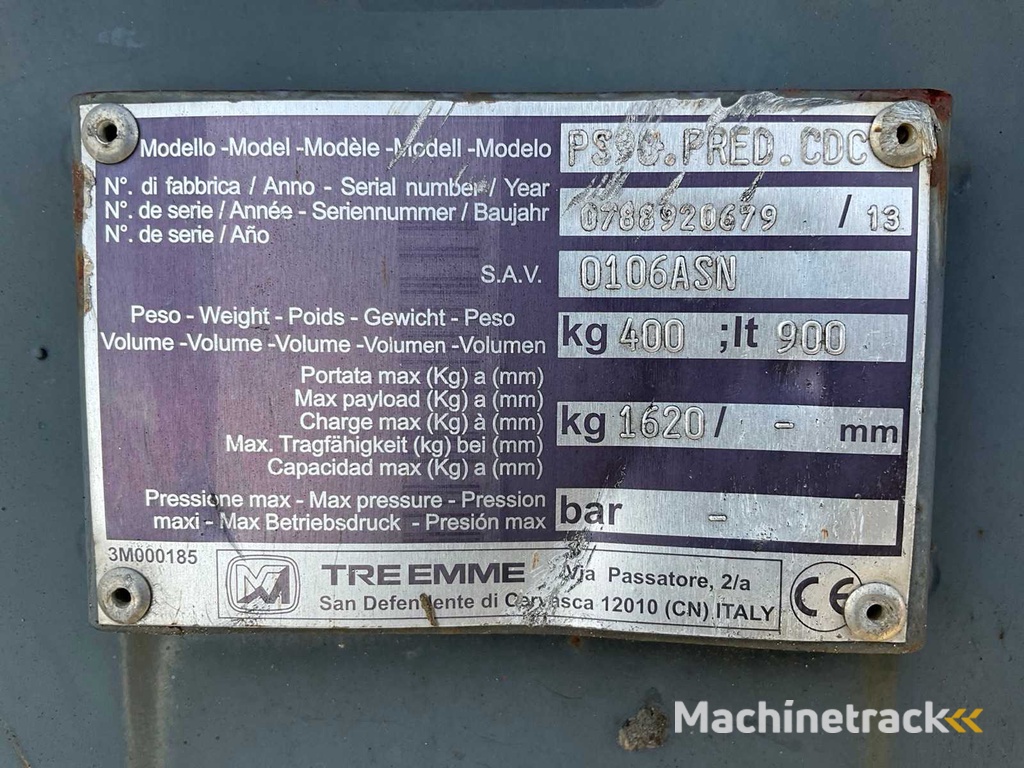 Modello -Model -Modèle -Modell -Modelo PS90.PRED.CDC
N°. di fabbrica / Anno - Serial number / Year
N°. de serie / Année - Seriennummer / Baujahr 0788920679 / 13
N°. de serie / Año
S.A.V. 0106ASN
Peso - Weight - Poids - Gewicht - Peso
Volume -Volume -Volume -Volumen -Volumen kg 400 ;lt 900
Portata max (Kg) a (mm)
Max payload (Kg) a (mm)
Charge max (Kg) à (mm) kg 1620 / - mm
Max. Tragfähigkeit (kg) bei (mm)
Capacidad max (Kg) a (mm)
Pressione max - Max pressure - Pression
maxi - Max Betriebsdruck - Presión max bar -
3M000185
TRE EMME Via Passatore, 2/a
San Defendente di Cervasca 12010 (CN) ITALY
CE
Machinetrack